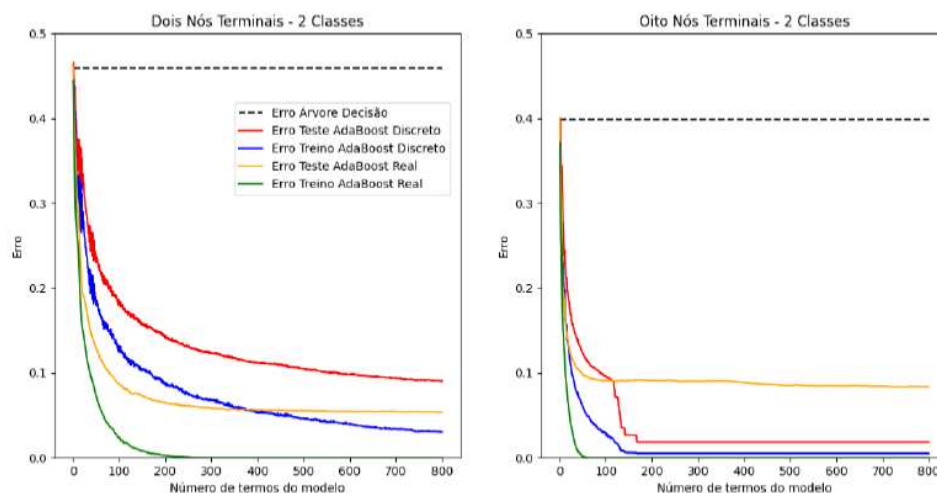 Dois Nós Terminais - 2 Classes
0.5
0.4
0.3
0.2
0.1
0.0
Erro
Erro Árvore Decisão
Erro Teste AdaBoost Discreto
Erro Treino AdaBoost Discreto
Erro Teste AdaBoost Real
Erro Treino AdaBoost Real
0 100 200 300 400 500 600 700 800
Número de termos do modelo
Oito Nós Terminais - 2 Classes
0.5
0.4
0.3
0.2
0.1
0.0
Erro
0 100 200 300 400 500 600 700 800
Número de termos do modelo